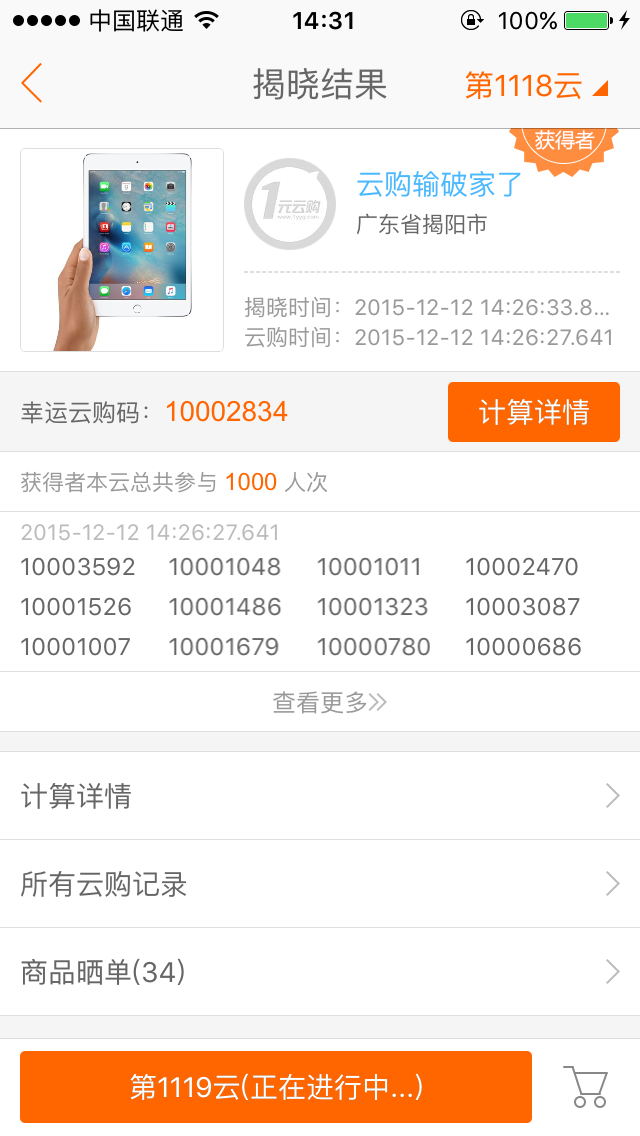 中国联通 14:31 100%
揭晓结果 第1118云
获得者
1元云购
www.1yyg.com
云购输破家了
广东省揭阳市
揭晓时间：2015-12-12 14:26:33.8...
云购时间：2015-12-12 14:26:27.641
幸运云购码：10002834 计算详情
获得者本云总共参与 1000 人次
2015-12-12 14:26:27.641
10003592 10001048 10001011 10002470
10001526 10001486 10001323 10003087
10001007 10001679 10000780 10000686
查看更多
计算详情
所有云购记录
商品晒单(34)
第1119云(正在进行中...)